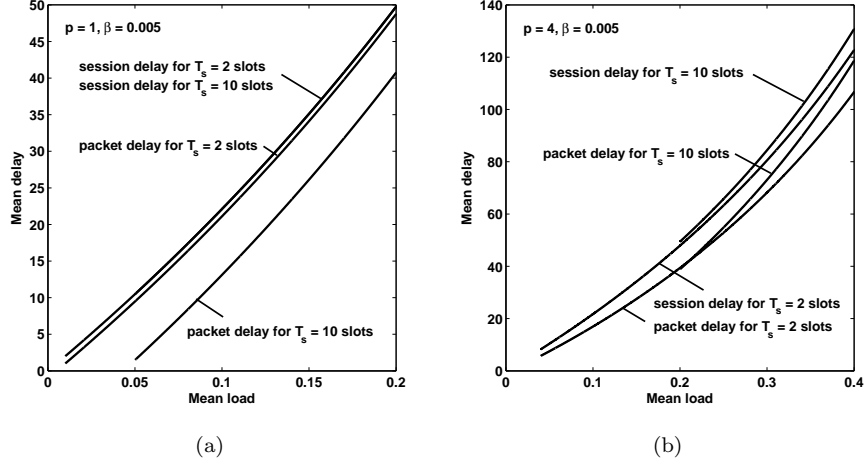 p = 1, β = 0.005
session delay for T_s = 2 slots
session delay for T_s = 10 slots
packet delay for T_s = 2 slots
packet delay for T_s = 10 slots
Mean delay
50
45
40
35
30
25
20
15
10
5
0
0
0.05
0.1
0.15
0.2
Mean load
(a)
p = 4, β = 0.005
session delay for T_s = 10 slots
packet delay for T_s = 10 slots
session delay for T_s = 2 slots
packet delay for T_s = 2 slots
Mean delay
140
120
100
80
60
40
20
0
0
0.1
0.2
0.3
0.4
Mean load
(b)